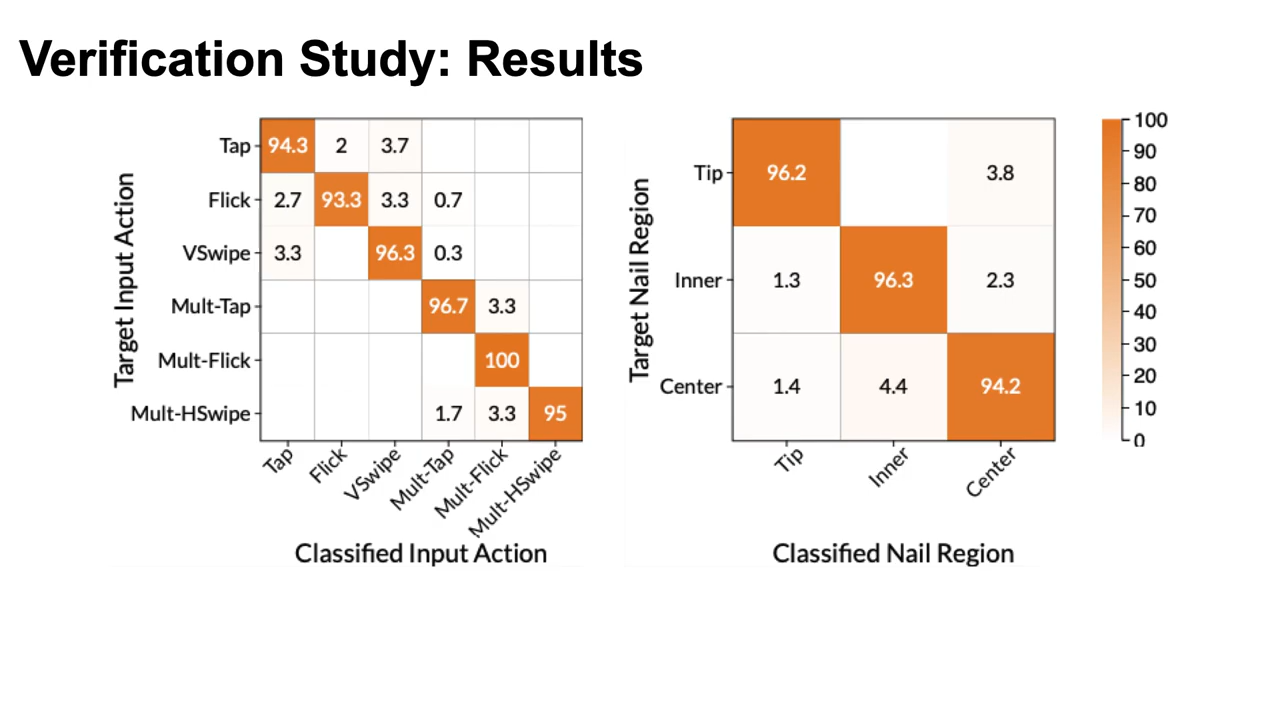 Verification Study: Results
Target Input Action
Tap 94.3 2 3.7
Flick 2.7 93.3 3.3 0.7
VSwipe 3.3 96.3 0.3
Mult-Tap 96.7 3.3
Mult-Flick 100
Mult-HSwipe 1.7 3.3 95
Tap Flick VSwipe Mult-Tap Mult-Flick Mult-HSwipe
Classified Input Action
Target Nail Region
Tip 96.2 3.8
Inner 1.3 96.3 2.3
Center 1.4 4.4 94.2
Tip Inner Center
Classified Nail Region
100
90
80
70
60
50
40
30
20
10
0